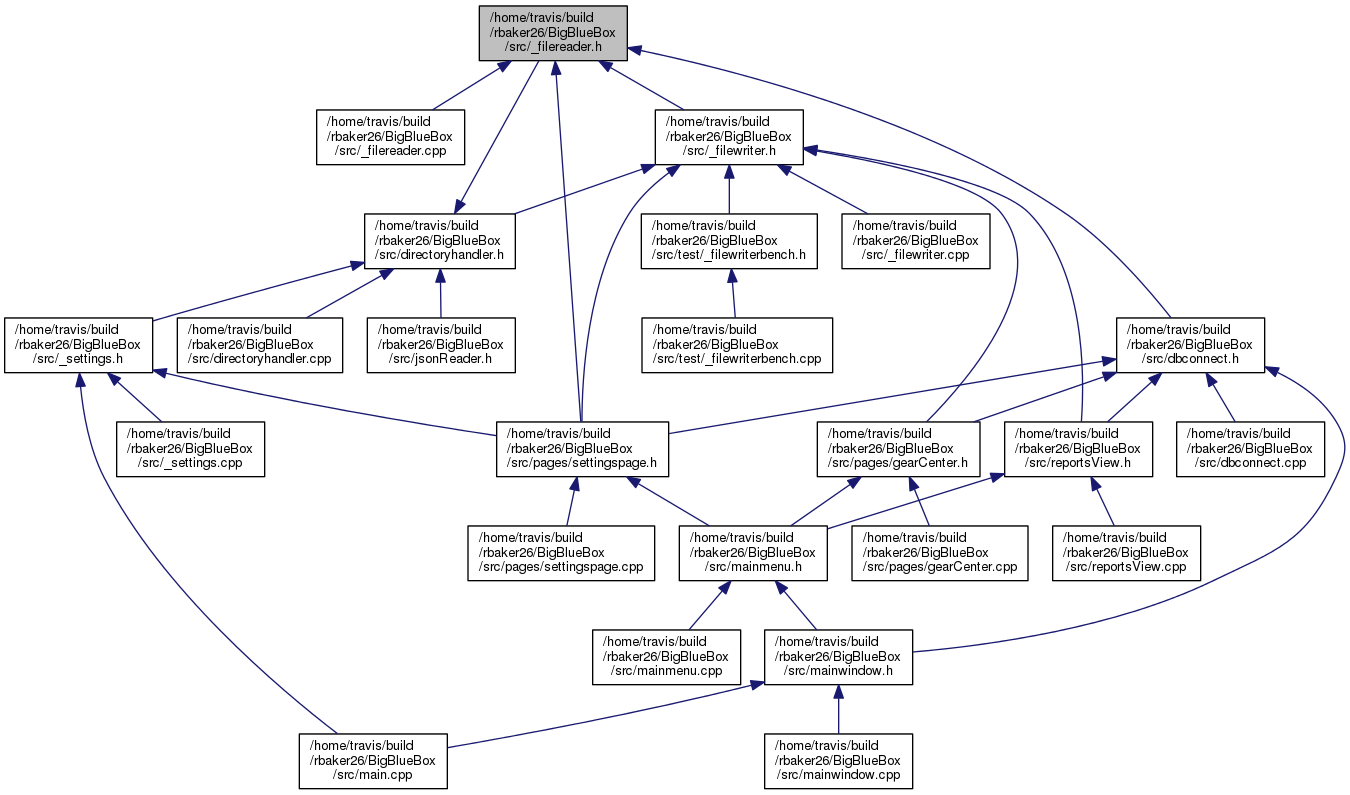 /home/travis/build
/rbaker26/BigBlueBox
/src/_filereader.h
/home/travis/build
/rbaker26/BigBlueBox
/src/_filereader.cpp
/home/travis/build
/rbaker26/BigBlueBox
/src/_filewriter.h
/home/travis/build
/rbaker26/BigBlueBox
/src/directoryhandler.h
/home/travis/build
/rbaker26/BigBlueBox
/src/test/_filewriterbench.h
/home/travis/build
/rbaker26/BigBlueBox
/src/_filewriter.cpp
/home/travis/build
/rbaker26/BigBlueBox
/src/_settings.h
/home/travis/build
/rbaker26/BigBlueBox
/src/directoryhandler.cpp
/home/travis/build
/rbaker26/BigBlueBox
/src/jsonReader.h
/home/travis/build
/rbaker26/BigBlueBox
/src/test/_filewriterbench.cpp
/home/travis/build
/rbaker26/BigBlueBox
/src/dbconnect.h
/home/travis/build
/rbaker26/BigBlueBox
/src/_settings.cpp
/home/travis/build
/rbaker26/BigBlueBox
/src/pages/settingspage.h
/home/travis/build
/rbaker26/BigBlueBox
/src/pages/gearCenter.h
/home/travis/build
/rbaker26/BigBlueBox
/src/reportsView.h
/home/travis/build
/rbaker26/BigBlueBox
/src/dbconnect.cpp
/home/travis/build
/rbaker26/BigBlueBox
/src/pages/settingspage.cpp
/home/travis/build
/rbaker26/BigBlueBox
/src/mainmenu.h
/home/travis/build
/rbaker26/BigBlueBox
/src/pages/gearCenter.cpp
/home/travis/build
/rbaker26/BigBlueBox
/src/reportsView.cpp
/home/travis/build
/rbaker26/BigBlueBox
/src/mainmenu.cpp
/home/travis/build
/rbaker26/BigBlueBox
/src/mainwindow.h
/home/travis/build
/rbaker26/BigBlueBox
/src/main.cpp
/home/travis/build
/rbaker26/BigBlueBox
/src/mainwindow.cpp